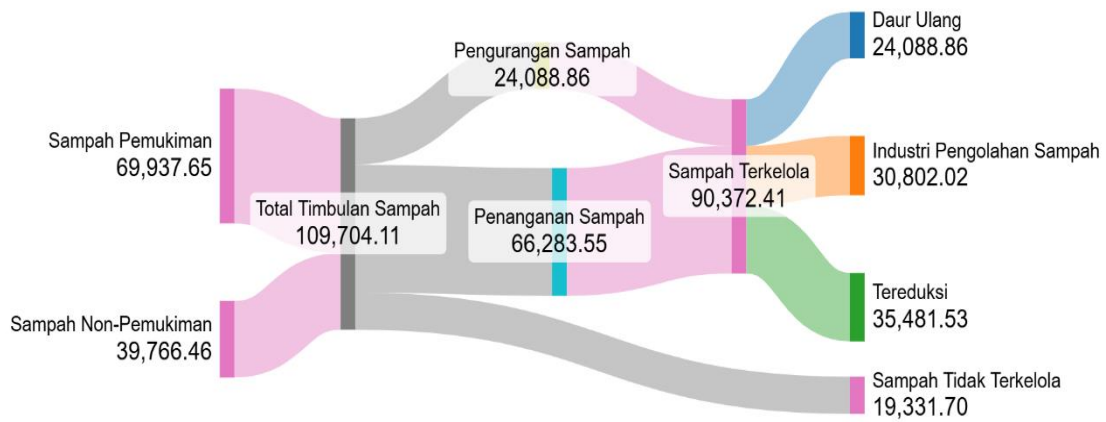 Sampah Pemukiman
69,937.65
Sampah Non-Pemukiman
39,766.46
Total Timbulan Sampah
109,704.11
Pengurangan Sampah
24,088.86
Penanganan Sampah
66,283.55
Sampah Terkelola
90,372.41
Daur Ulang
24,088.86
Industri Pengolahan Sampah
30,802.02
Tereduksi
35,481.53
Sampah Tidak Terkelola
19,331.70